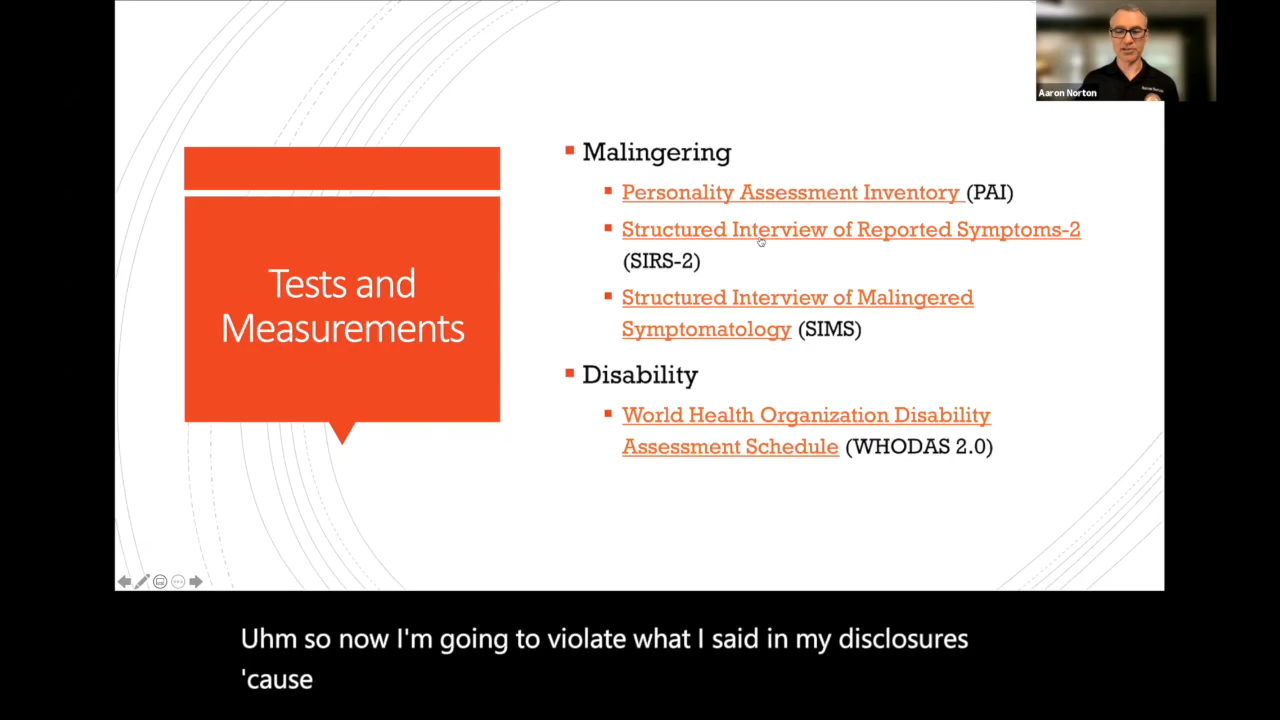 Aaron Norton
Tests and
Measurements
Malingering
Personality Assessment Inventory (PAI)
Structured Interview of Reported Symptoms-2
(SIRS-2)
Structured Interview of Malingered
Symptomatology (SIMS)
Disability
World Health Organization Disability
Assessment Schedule (WHODAS 2.0)
Uhm so now I'm going to violate what I said in my disclosures
'cause